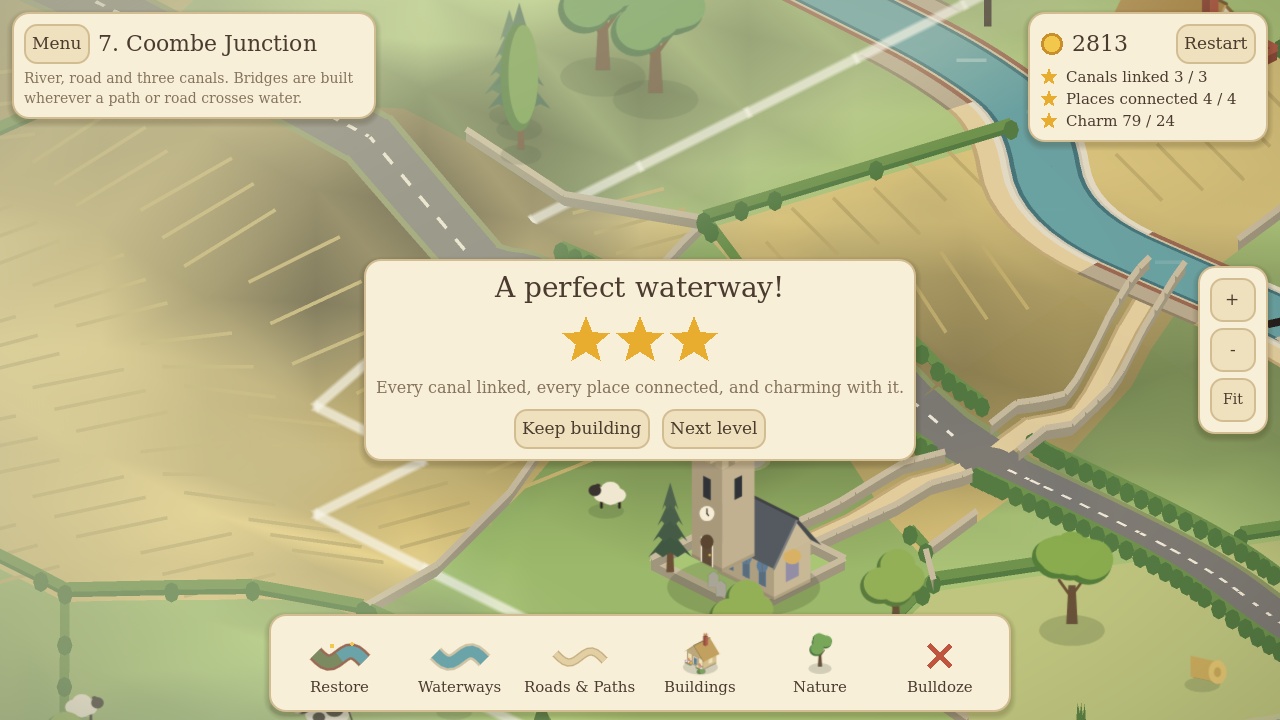 Menu
7. Coombe Junction
River, road and three canals. Bridges are built
wherever a path or road crosses water.
2813
Restart
Canals linked 3 / 3
Places connected 4 / 4
Charm 79 / 24
A perfect waterway!
Every canal linked, every place connected, and charming with it.
Keep building
Next level
+
-
Fit
Restore
Waterways
Roads & Paths
Buildings
Nature
Bulldoze